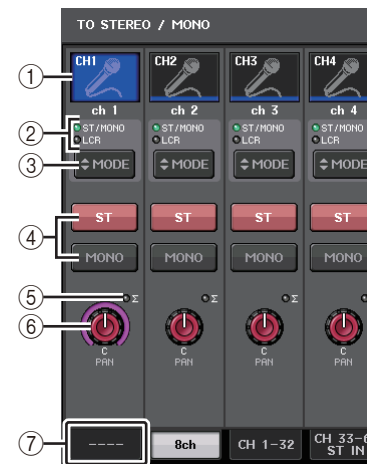 TO STEREO / MONO
① CH1 CH2 CH3 CH4
ch 1 ch 2 ch 3 ch 4
② ST/MONO ST/MONO ST/MONO ST/MONO
LCR LCR LCR LCR
③ MODE MODE MODE MODE
④ ST ST ST ST
MONO MONO MONO MONO
⑤ Σ Σ Σ
⑥ C C C C
PAN PAN PAN PAN
⑦ ---- 8ch CH 1-32 CH 33-6
ST IN